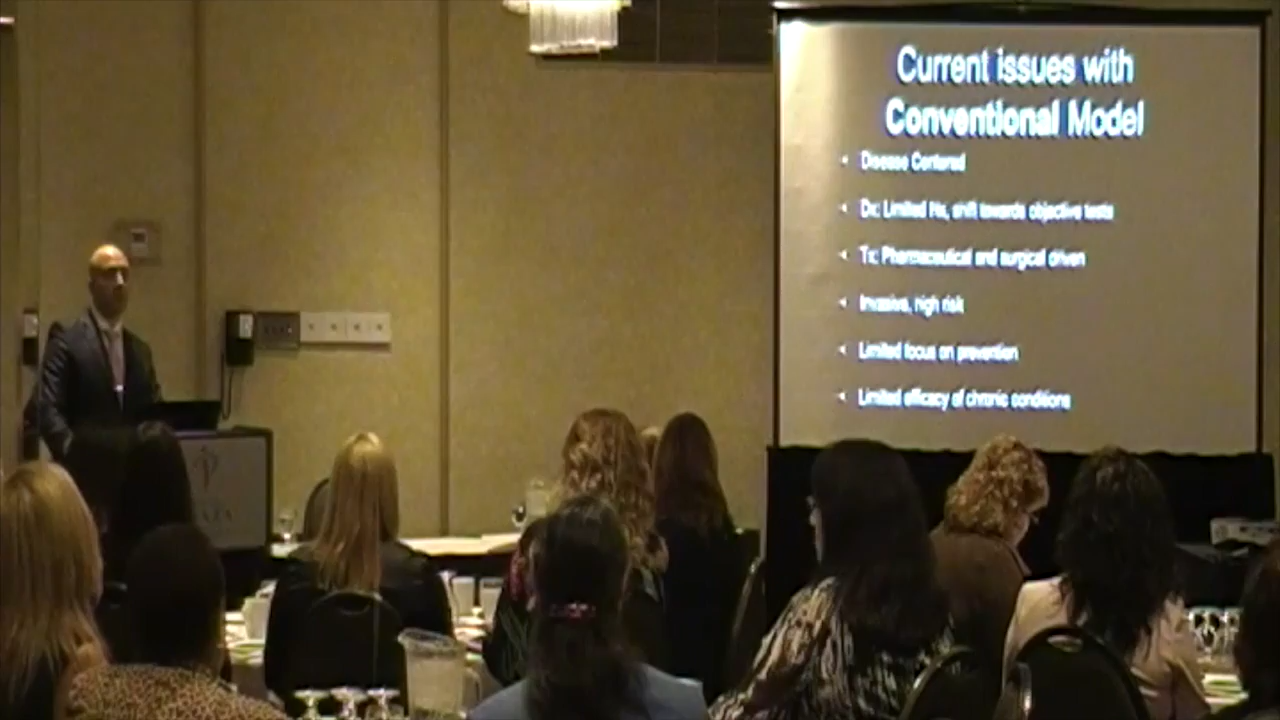 Current issues with
Conventional Model
• Disease Centered
• Dx: Limited Hx, shift towards objective tests
• Tx: Pharmaceutical and surgical driven
• Invasive, high risk
• Limited focus on prevention
• Limited efficacy of chronic conditions